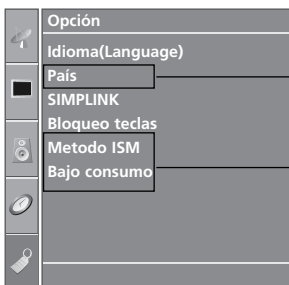 Opción
Idioma(Language)
País
SIMPLINK
Bloqueo teclas
Metodo ISM
Bajo consumo